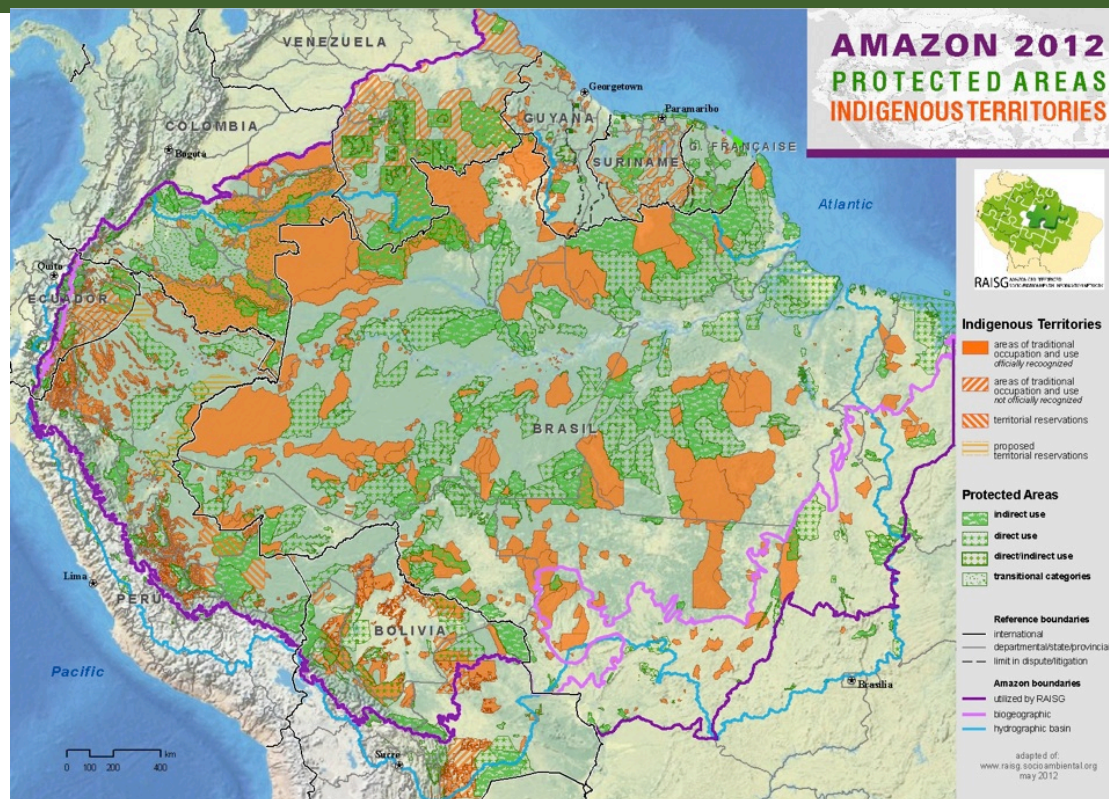 AMAZON 2012
PROTECTED AREAS
INDIGENOUS TERRITORIES
VENEZUELA
Georgetown
GUYANA
Paramaribo
COLOMBIA
Bogota
SURINAME
G. FRANÇAISE
Atlantic
Quito
ECUADOR
RAISG
BRASIL
Lima
PERÚ
BOLIVIA
Pacific
Brasília
Sucre
km
0 100 200 400
Indigenous Territories
areas of traditional
occupation and use
officially recognized
areas of traditional
occupation and use
not officially recognized
territorial reservations
proposed
territorial reservations
Protected Areas
indirect use
direct use
direct/indirect use
transitional categories
Reference boundaries
international
departmental/state/provincial
limit in dispute/litigation
Amazon boundaries
utilized by RAISG
biogeographic
hydrographic basin
adapted of:
www.raisg.socioambiental.org
may 2012